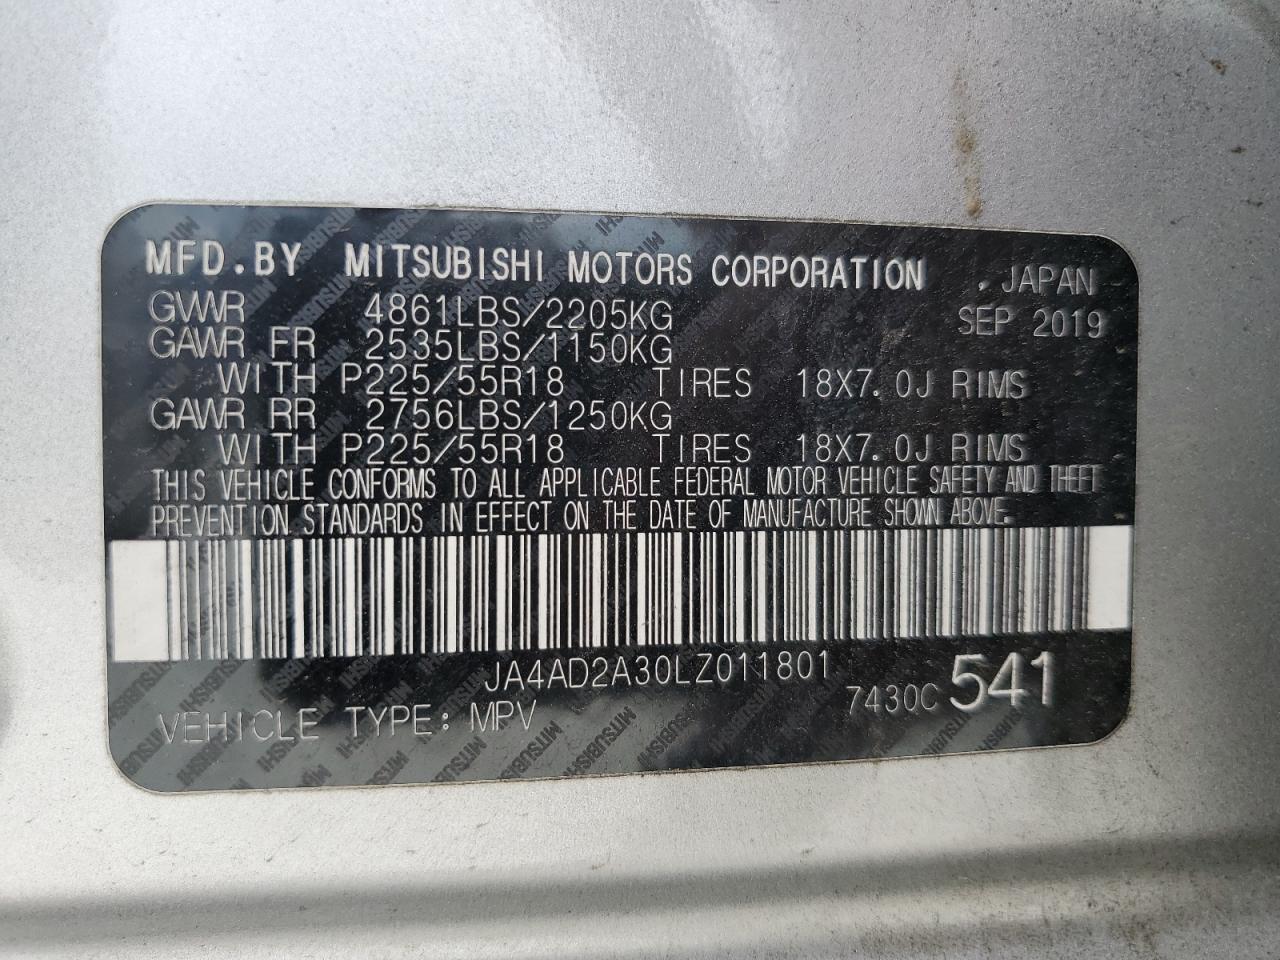 MFD.BY MITSUBISHI MOTORS CORPORATION . JAPAN
GVWR 4861LBS/2205KG SEP 2019
GAWR FR 2535LBS/1150KG
WITH P225/55R18 TIRES 18X7.0J RIMS
GAWR RR 2756LBS/1250KG
WITH P225/55R18 TIRES 18X7.0J RIMS
THIS VEHICLE CONFORMS TO ALL APPLICABLE FEDERAL MOTOR VEHICLE SAFETY AND THEFT
PREVENTION STANDARDS IN EFFECT ON THE DATE OF MANUFACTURE SHOWN ABOVE.
JA4AD2A30LZ011801
7430C 541
VEHICLE TYPE: MPV